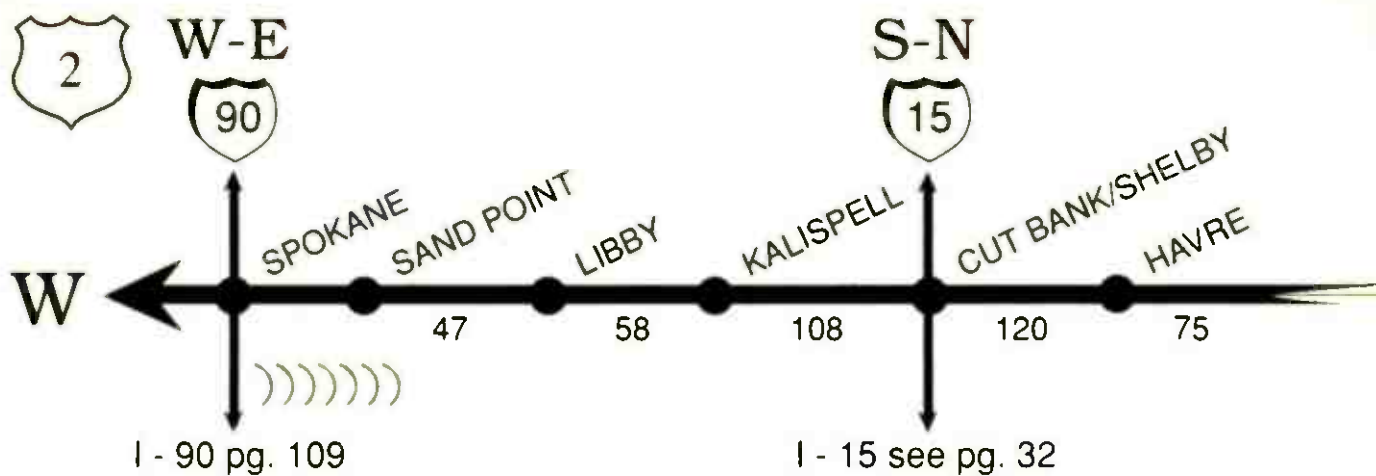 2
W-E
S-N
90
15
SPOKANE
SAND POINT
LIBBY
KALISPELL
CUT BANK/SHELBY
HAVRE
W
47
58
108
120
75
I - 90 pg. 109
I - 15 see pg. 32